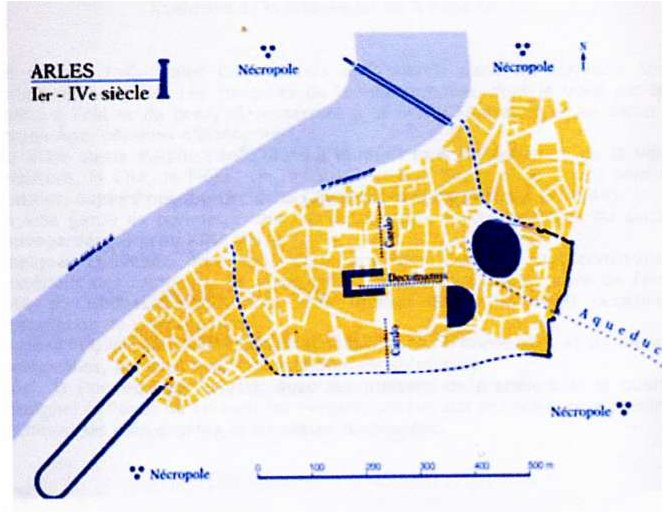 ARLES
Ier - IVe siècle
Nécropole
Nécropole
N
Cardo
Decumanus
Cardo
Aqueduc
Nécropole
Nécropole
0 100 200 300 400 500 m